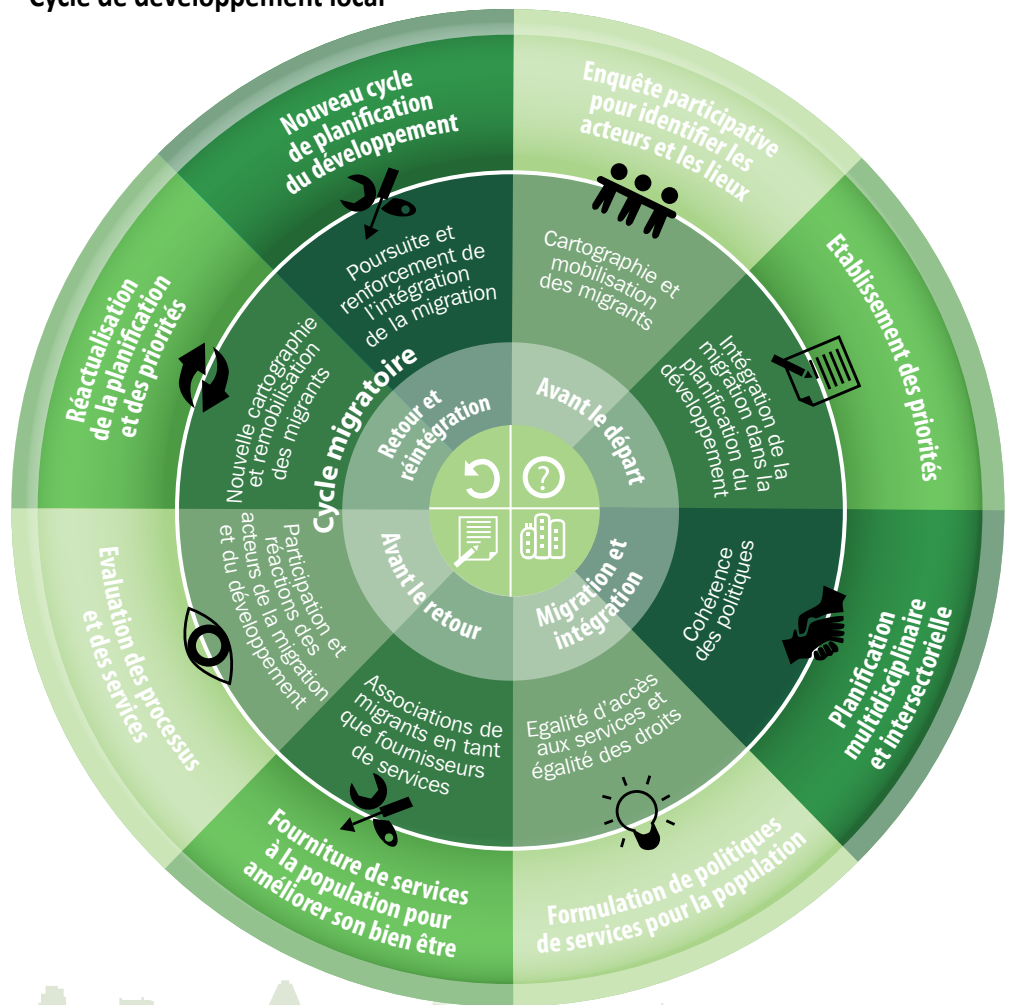 Cycle de développement local
Nouveau cycle
de planification
du développement
Enquête participative
pour identifier les
acteurs et les lieux
Etablissement des priorités
Planification
multidisciplinaire
et intersectorielle
Formulation de politiques
de services pour la population
Fourniture de services
à la population pour
améliorer son bien être
Evaluation des processus
et des services
Réactualisation
de la planification
et des priorités
Poursuite et
renforcement de
l'intégration
de la migration
Cartographie et
mobilisation
des migrants
Intégration de la
migration dans la
planification du
développement
Cohérence
des politiques
Egalité d'accès
aux services et
égalité des droits
Associations de
migrants en tant
que fournisseurs
de services
Participation et
réactions des
acteurs de la migration
et du développement
Nouvelle cartographie
et remobilisation
des migrants
Cycle migratoire
Retour et
réintégration
Avant le départ
Migration et
intégration
Avant le retour
?